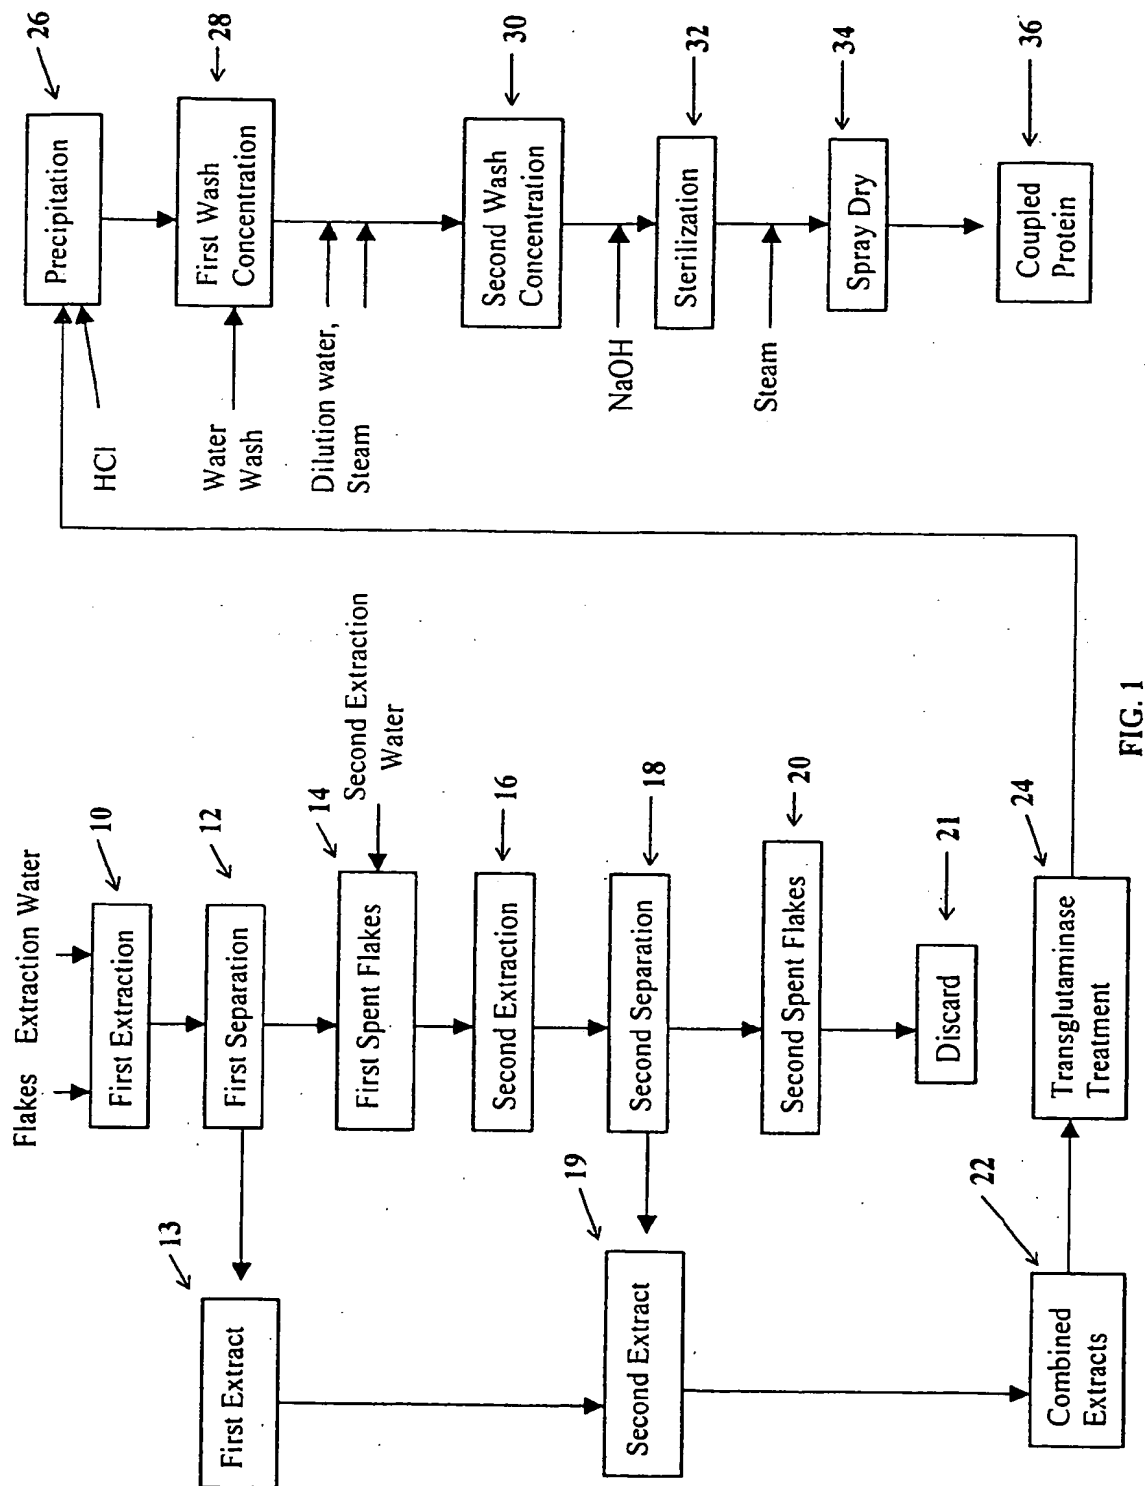 Flakes
Extraction Water
First Extraction
10
First Separation
12
First Extract
13
First Spent Flakes
14
Second Extraction
Water
Second Extraction
16
Second Separation
18
Second Extract
19
Second Spent Flakes
20
Discard
21
Combined
Extracts
22
Transglutaminase
Treatment
24
Precipitation
26
HCl
First Wash
Concentration
28
Water
Wash
Dilution water,
Steam
Second Wash
Concentration
30
NaOH
Sterilization
32
Steam
Spray Dry
34
Coupled
Protein
36
FIG. 1